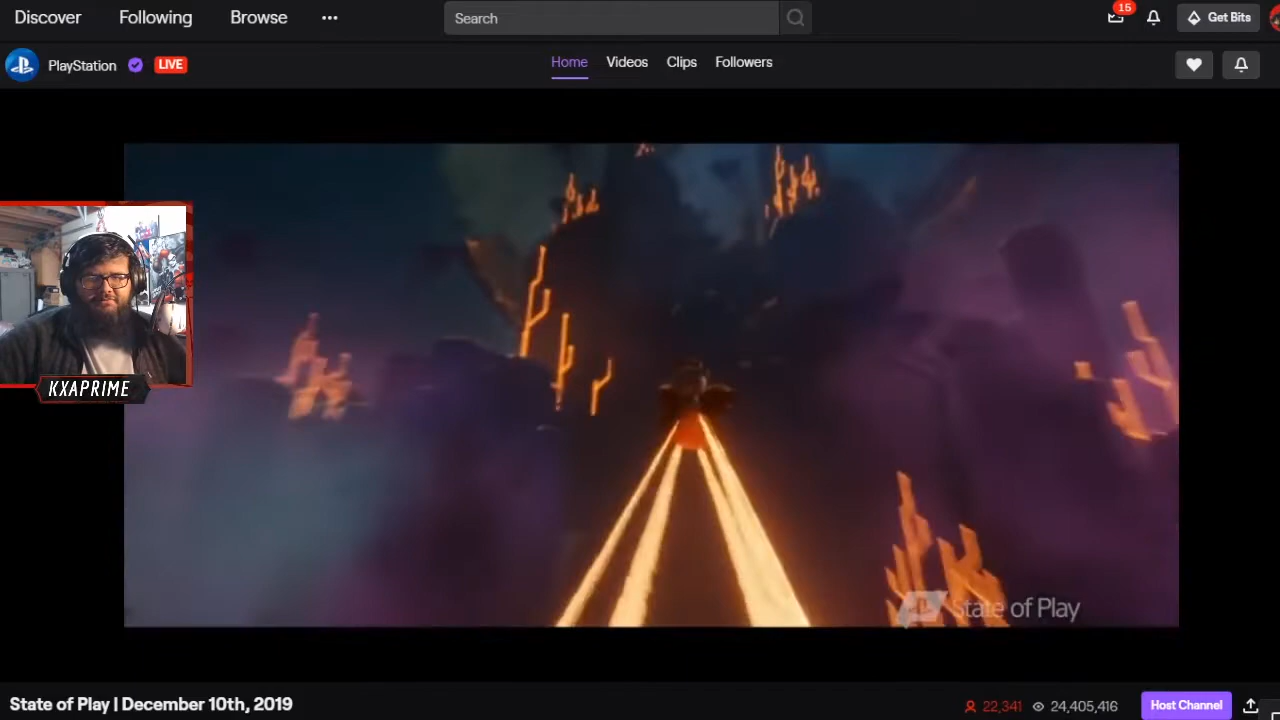 Discover Following Browse ••• Search 15 Get Bits
PlayStation LIVE Home Videos Clips Followers
KXAPRIME
State of Play
State of Play | December 10th, 2019 22,341 24,405,416 Host Channel